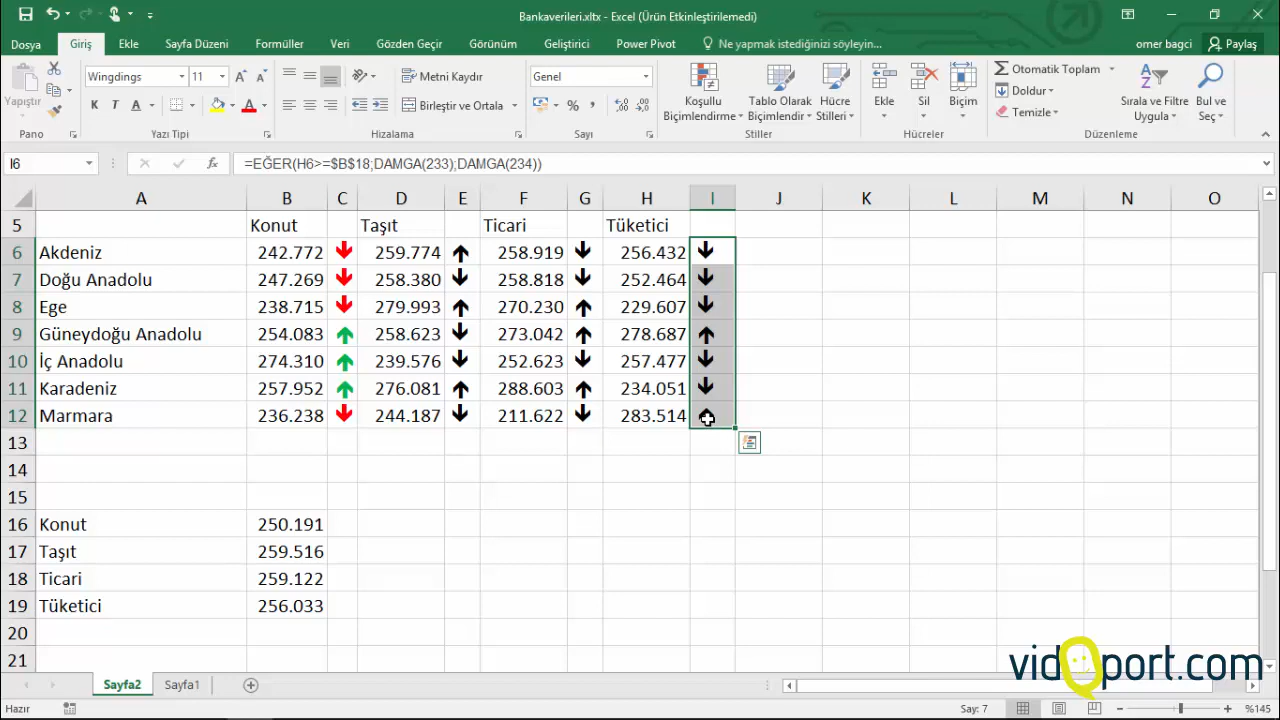 Bankaverileri.xltx - Excel (Ürün Etkinleştirilemedi)
Dosya Giriş Ekle Sayfa Düzeni Formüller Veri Gözden Geçir Görünüm Geliştirici Power Pivot Ne yapmak istediğinizi söyleyin... omer bagci Paylaş
Yapıştır
Wingdings 11
K T A A
Metni Kaydır
Birleştir ve Ortala
Genel
Koşullu Biçimlendirme
Tablo Olarak Biçimlendir
Hücre Stilleri
Ekle Sil Biçim
Otomatik Toplam
Doldur
Temizle
Sırala ve Filtre Uygula
Bul ve Seç
Pano Yazı Tipi Hizalama Sayı Stiller Hücreler Düzenleme
I6 fx =EĞER(H6>=$B$18;DAMGA(233);DAMGA(234))
A B C D E F G H I J K L M N O
5 Konut Taşıt Ticari Tüketici
6 Akdeniz 242.772 🡫 259.774 🡩 258.919 🡫 256.432 🡫
7 Doğu Anadolu 247.269 🡫 258.380 🡫 258.818 🡫 252.464 🡫
8 Ege 238.715 🡫 279.993 🡩 270.230 🡩 229.607 🡫
9 Güneydoğu Anadolu 254.083 🡩 258.623 🡫 273.042 🡩 278.687 🡩
10 İç Anadolu 274.310 🡩 239.576 🡫 252.623 🡫 257.477 🡫
11 Karadeniz 257.952 🡩 276.081 🡩 288.603 🡩 234.051 🡫
12 Marmara 236.238 🡫 244.187 🡫 211.622 🡫 283.514 🡩
13
14
15
16 Konut 250.191
17 Taşıt 259.516
18 Ticari 259.122
19 Tüketici 256.033
20
21
vidoport.com
Sayfa2 Sayfa1
Hazır Say: 7 %145